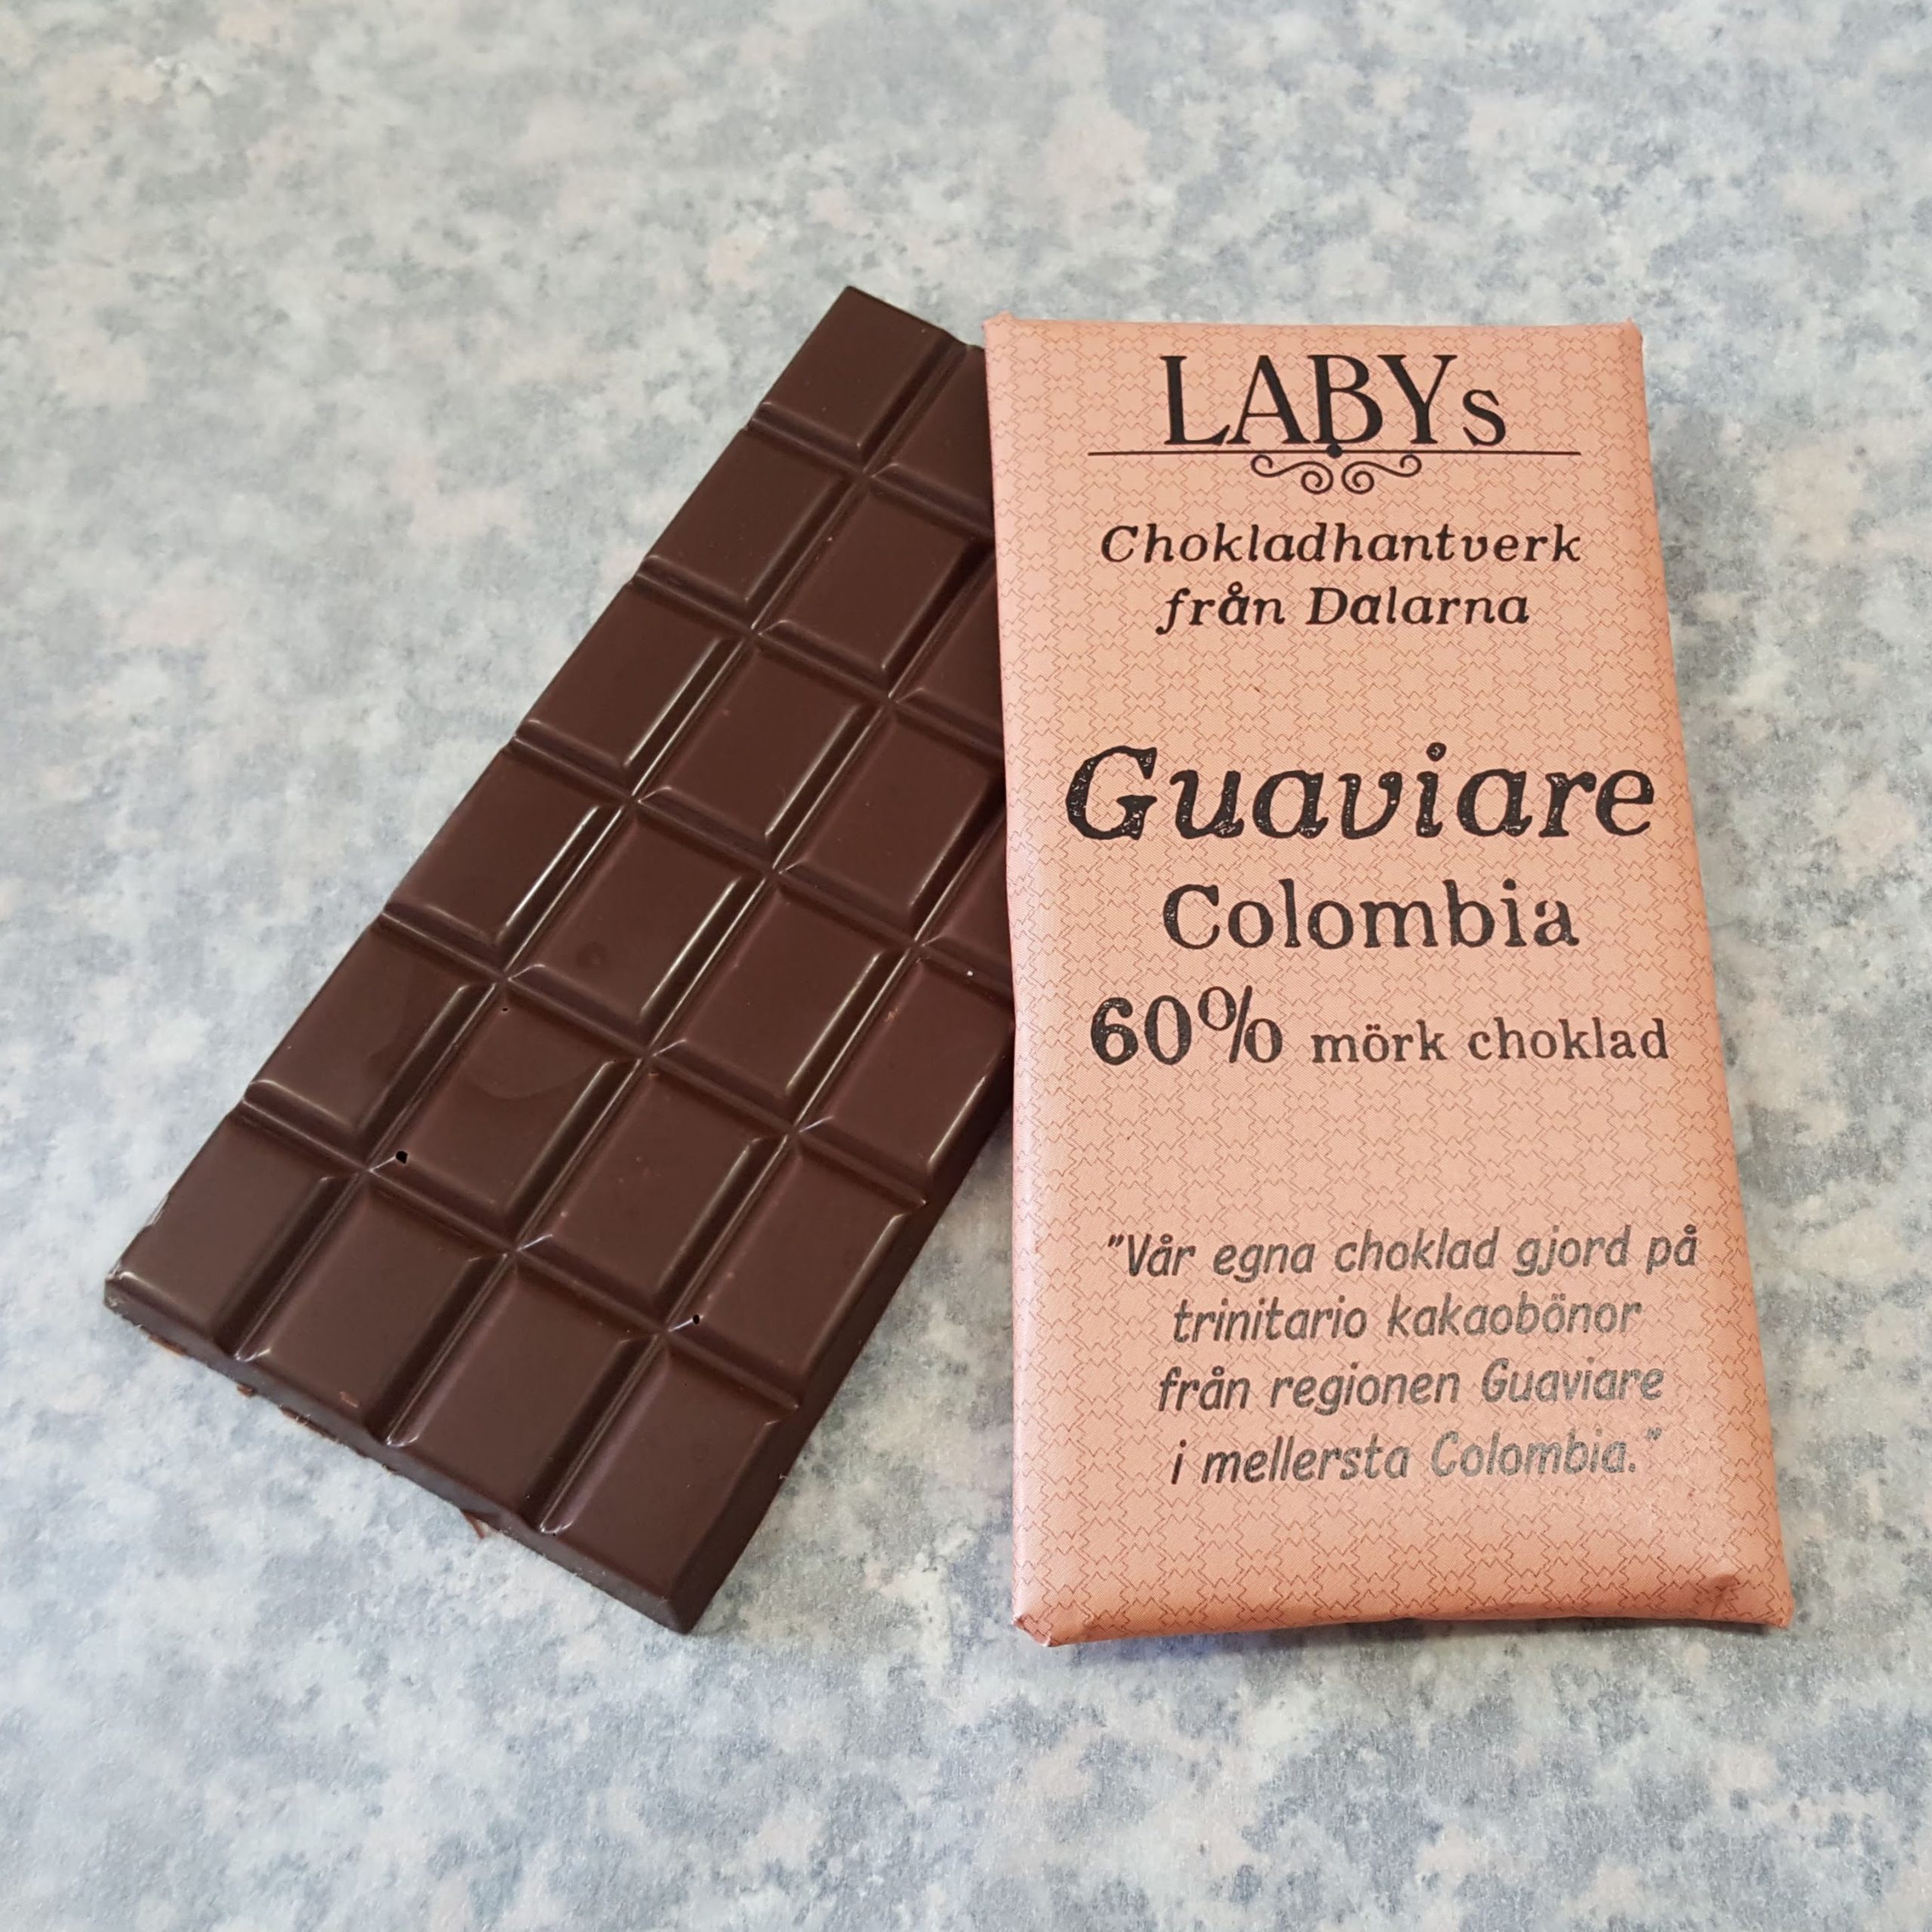 LABYs
Chokladhantverk
från Dalarna
Guaviare
Colombia
60% mörk choklad
"Vår egna choklad gjord på
trinitario kakaobönor
från regionen Guaviare
i mellersta Colombia."